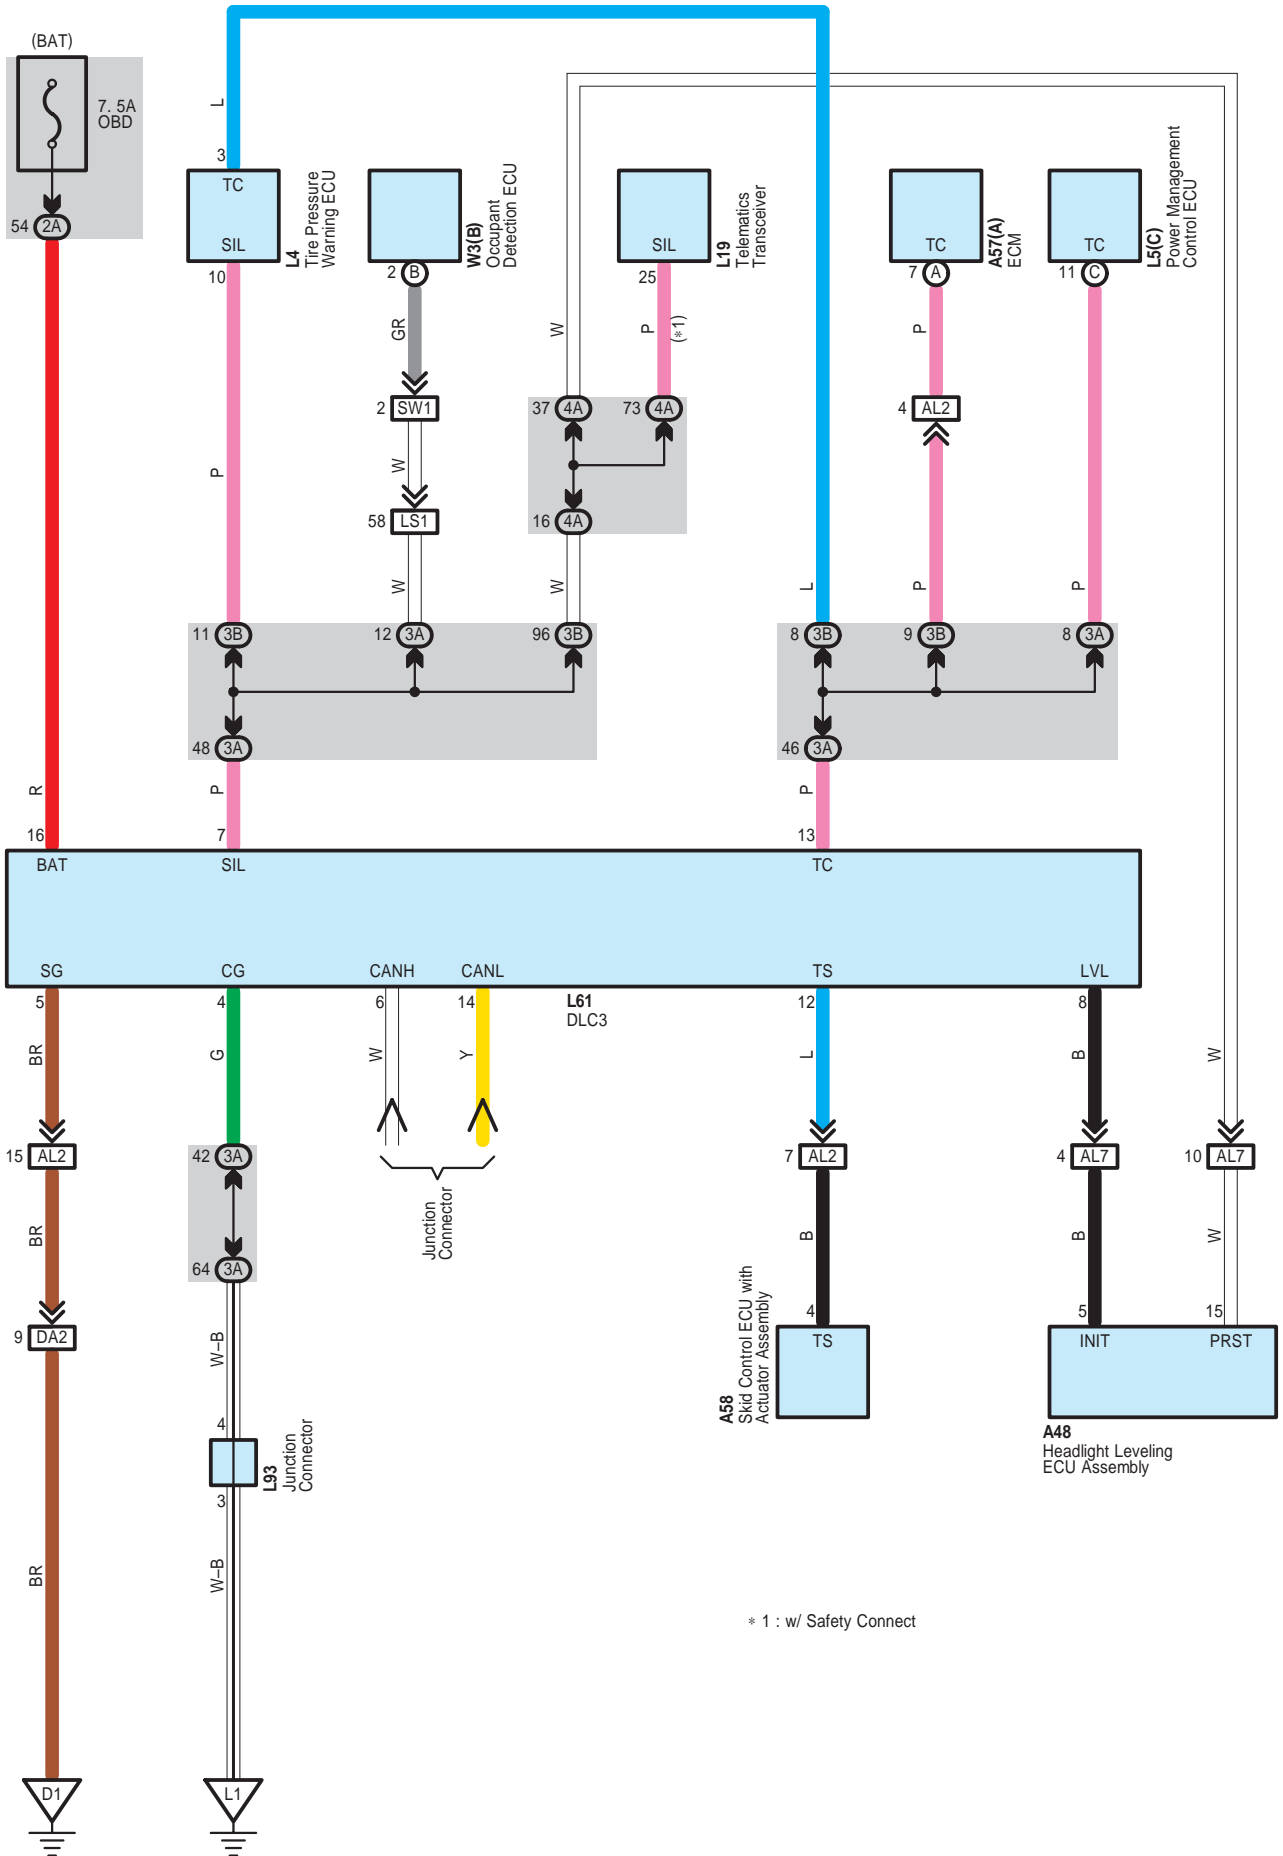 (BAT)
7. 5A
OBD
54
2A
L
3
TC
SIL
10
L4
Tire Pressure
Warning ECU
W3(B)
Occupant
Detection ECU
2
B
SIL
25
L19
Telematics
Transceiver
TC
7
A
A57(A)
ECM
TC
11
C
L5(C)
Power Management
Control ECU
GR
W
P
(*1)
P
2
SW1
37
4A
73
4A
4
AL2
P
W
58
LS1
16
4A
W
W
L
P
P
11
3B
12
3A
96
3B
8
3B
9
3B
8
3A
48
3A
46
3A
R
P
P
16
7
13
BAT
SIL
TC
SG
CG
CANH
CANL
TS
LVL
5
4
6
14
L61
DLC3
12
8
BR
G
W
Y
L
B
W
15
AL2
42
3A
7
AL2
4
AL7
10
AL7
Junction
Connector
BR
64
3A
B
B
W
9
DA2
W–B
4
5
15
TS
INIT
PRST
A58
Skid Control ECU with
Actuator Assembly
A48
Headlight Leveling
ECU Assembly
4
L93
Junction
Connector
3
BR
W–B
* 1 : w/ Safety Connect
D1
L1